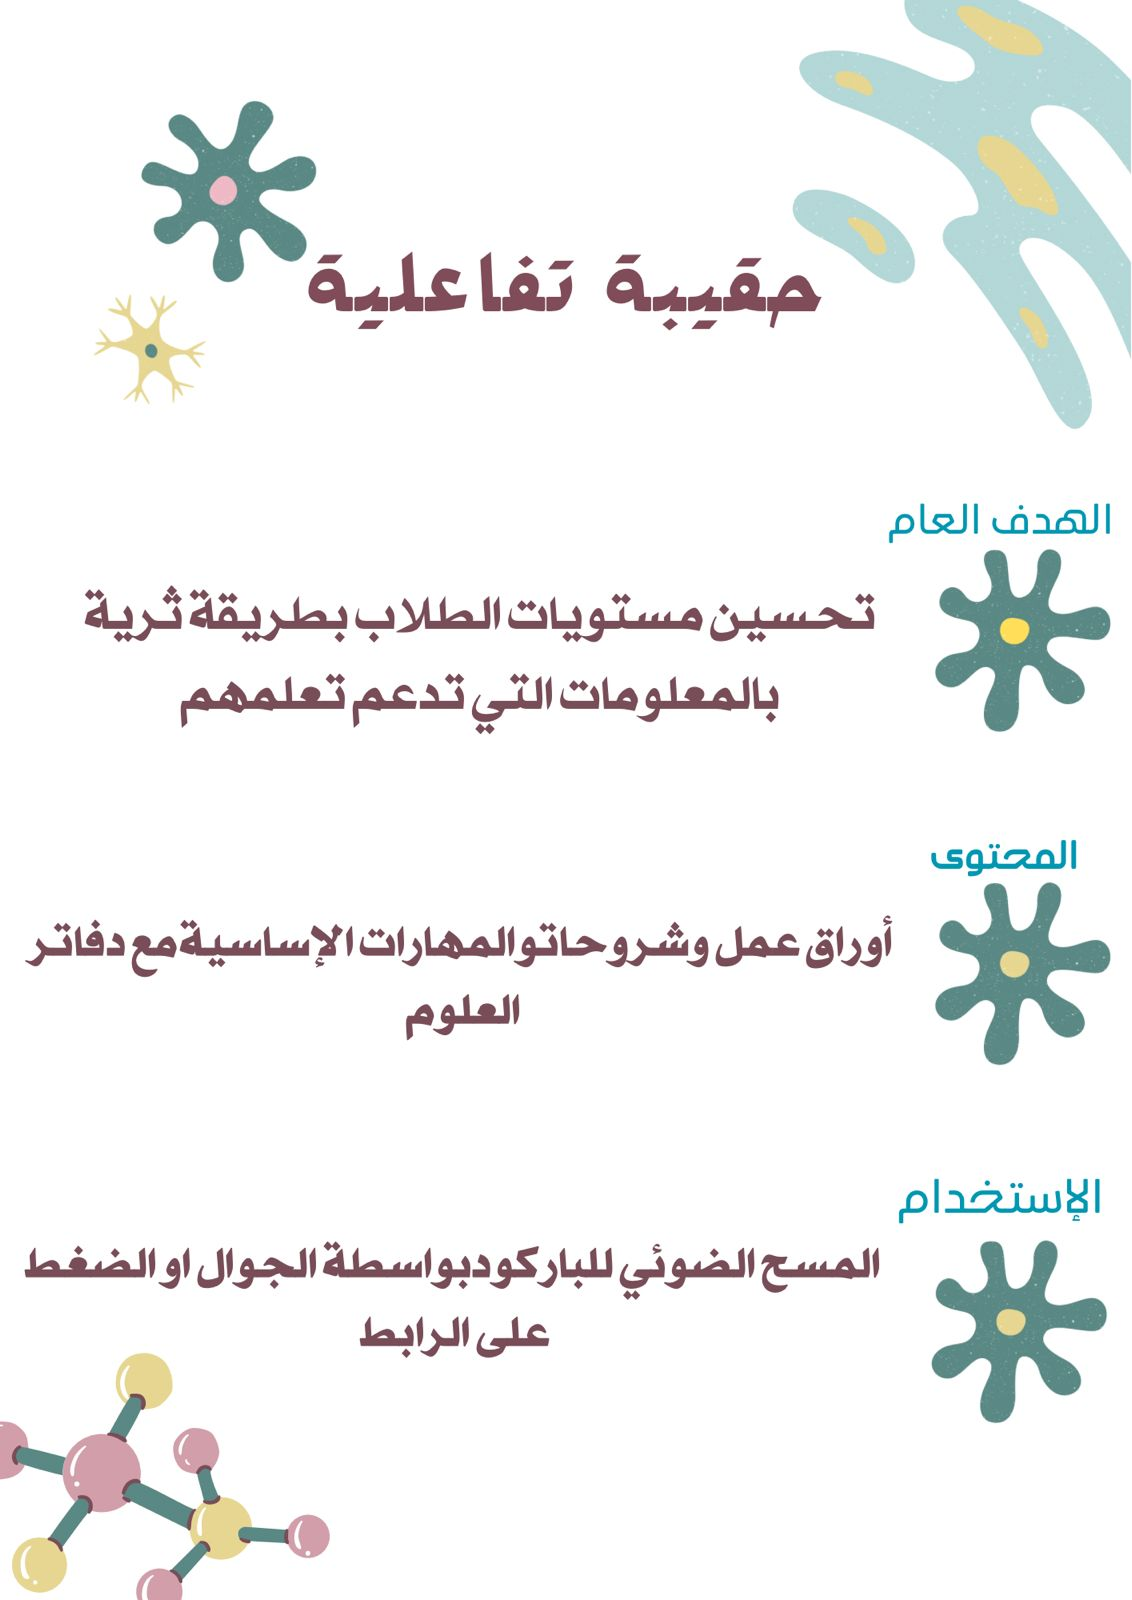 حقيبة تفاعلية
الهدف العام
تحسين مستويات الطلاب بطريقة ثرية
بالمعلومات التي تدعم تعلمهم
المحتوى
أوراق عمل وشروحاتوالمهارات الإساسيةمع دفاتر
العلوم
الإستخدام
المسح الضوئي للباركودبواسطة الجوال او الضغط
على الرابط